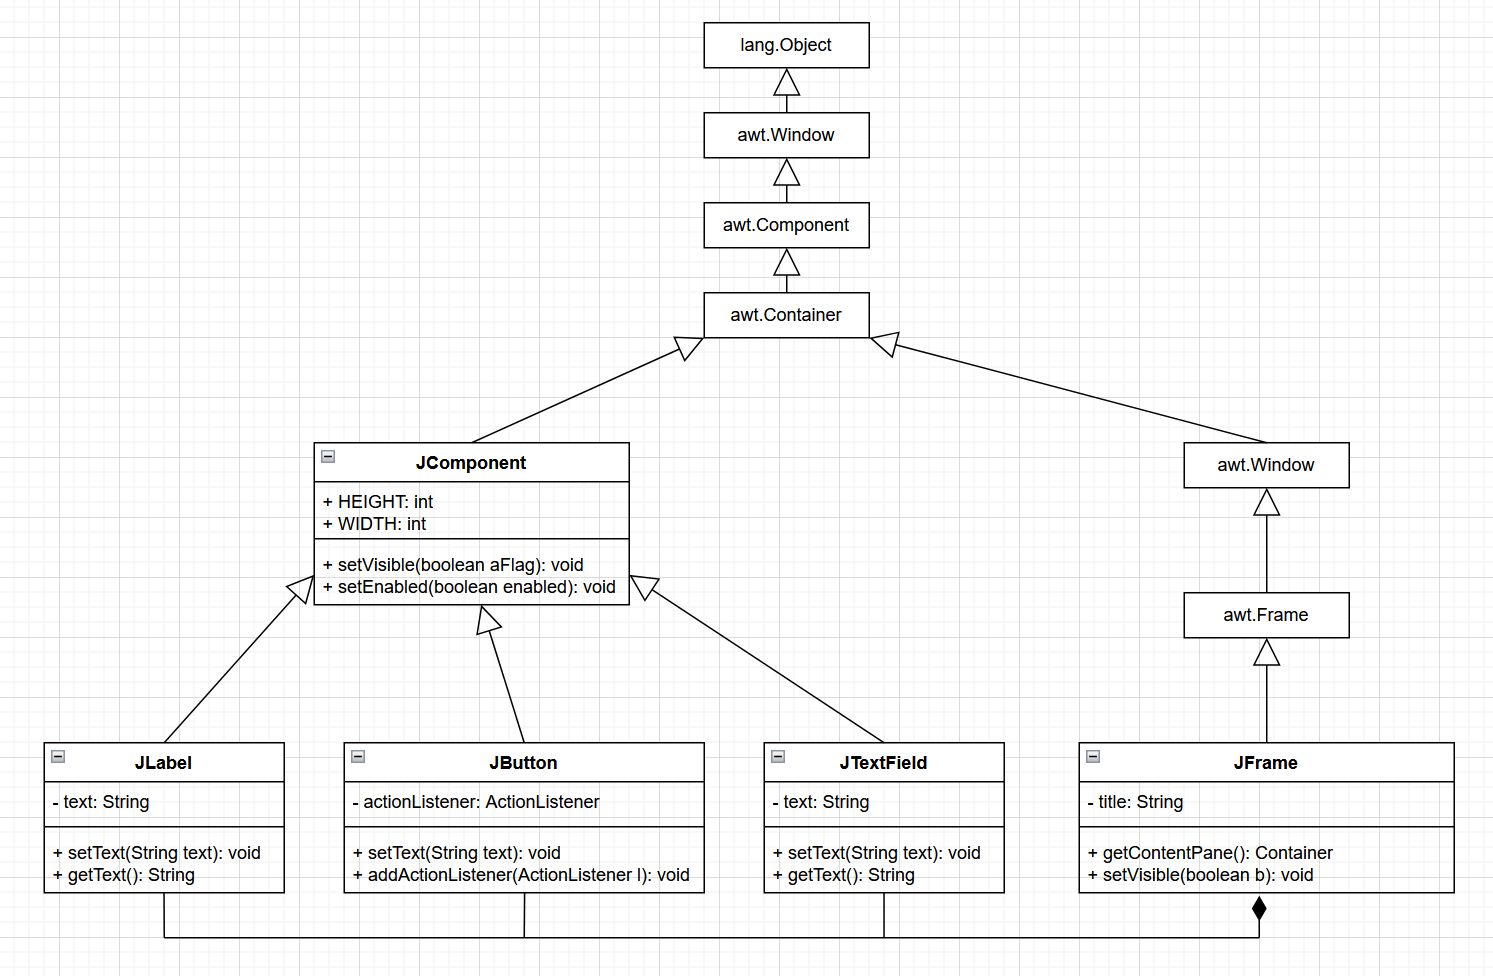 lang.Object
awt.Window
awt.Component
awt.Container
JComponent
+ HEIGHT: int
+ WIDTH: int
+ setVisible(boolean aFlag): void
+ setEnabled(boolean enabled): void
awt.Window
awt.Frame
JLabel
- text: String
+ setText(String text): void
+ getText(): String
JButton
- actionListener: ActionListener
+ setText(String text): void
+ addActionListener(ActionListener l): void
JTextField
- text: String
+ setText(String text): void
+ getText(): String
JFrame
- title: String
+ getContentPane(): Container
+ setVisible(boolean b): void